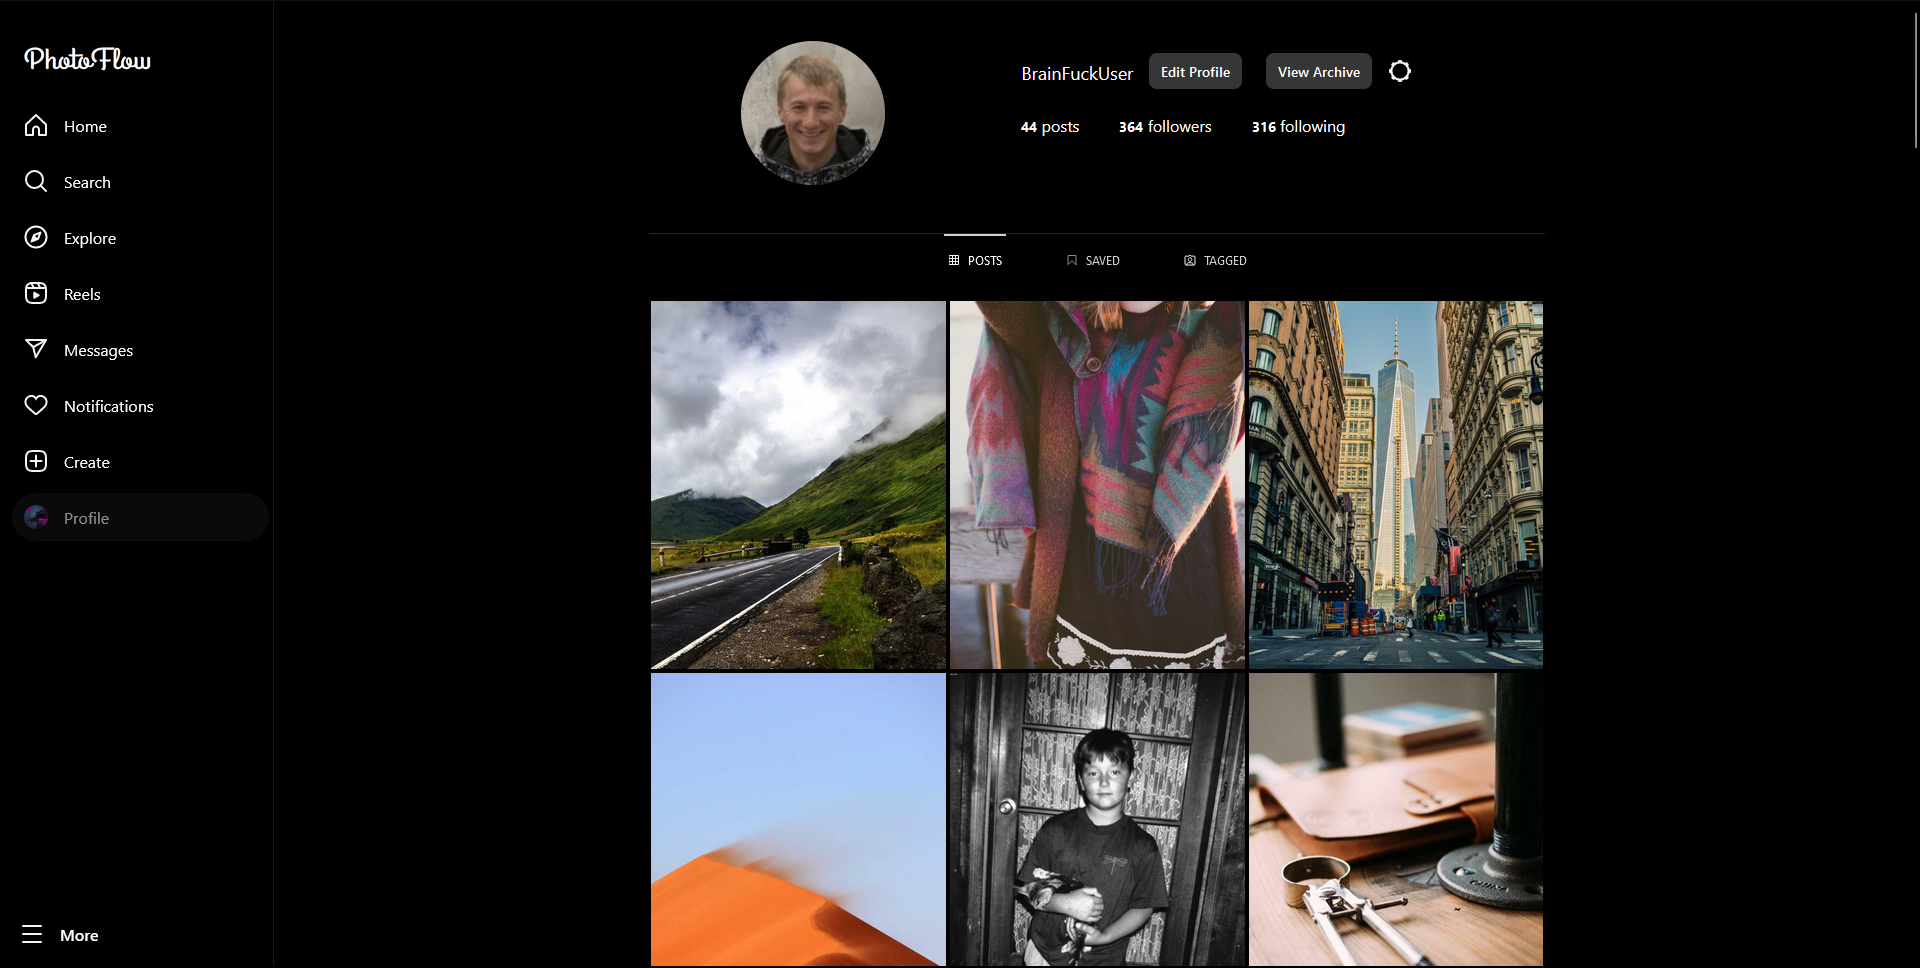 PhotoFlow
Home
Search
Explore
Reels
Messages
Notifications
Create
Profile
More
BrainFuckUser
Edit Profile
View Archive
44 posts
364 followers
316 following
POSTS
SAVED
TAGGED
CHINA